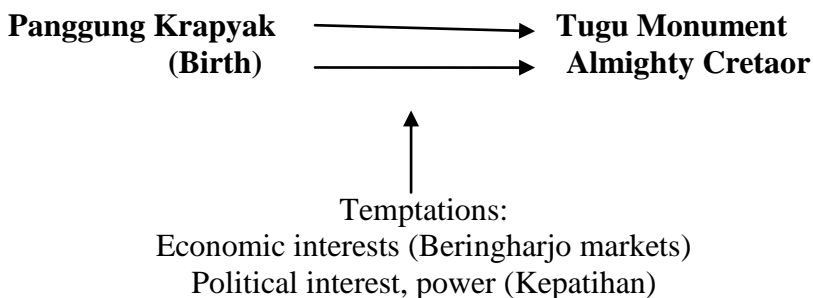 Panggung Krapyak Tugu Monument
(Birth) Almighty Cretaor
Temptations:
Economic interests (Beringharjo markets)
Political interest, power (Kepatihan)